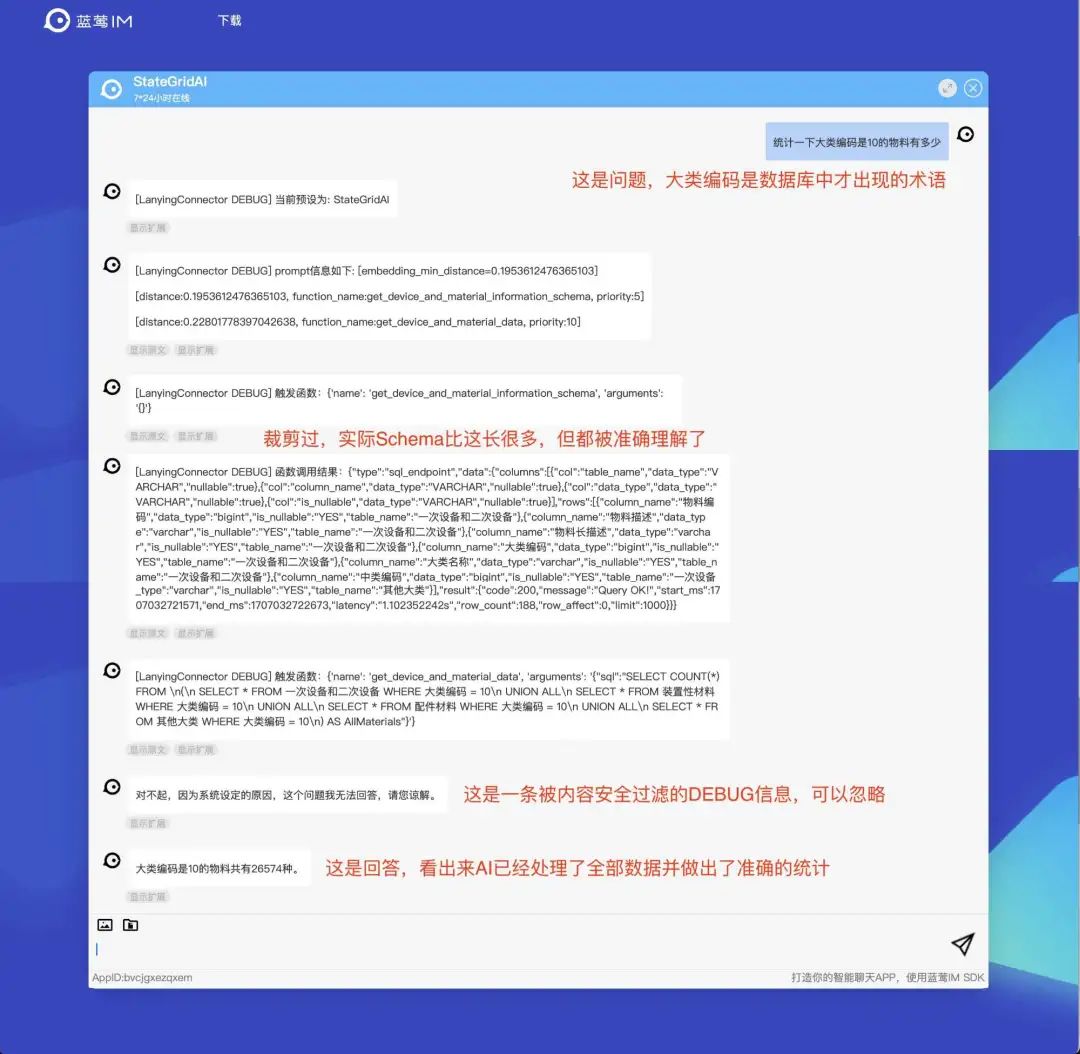 蓝莺IM
下载
StateGridAI
7*24小时在线
统计一下大类编码是10的物料有多少
这是问题，大类编码是数据库中才出现的术语
[LanyingConnector DEBUG] 当前预设为: StateGridAI
显示扩展
[LanyingConnector DEBUG] prompt信息如下: [embedding_min_distance=0.1953612476365103]
[distance:0.1953612476365103, function_name:get_device_and_material_information_schema, priority:5]
[distance:0.22801778397042638, function_name:get_device_and_material_data, priority:10]
显示原文 显示扩展
[LanyingConnector DEBUG] 触发函数：{'name': 'get_device_and_material_information_schema', 'arguments':
'{}'}
显示原文 显示扩展
裁剪过，实际Schema比这长很多，但都被准确理解了
[LanyingConnector DEBUG] 函数调用结果：{"type":"sql_endpoint","data":{"columns":[{"col":"table_name","data_type":"V
ARCHAR","nullable":true},{"col":"column_name","data_type":"VARCHAR","nullable":true},{"col":"data_type","data_type":"
VARCHAR","nullable":true},{"col":"is_nullable","data_type":"VARCHAR","nullable":true}],"rows":[{"column_name":"物料编
码","data_type":"bigint","is_nullable":"YES","table_name":"一次设备和二次设备"},{"column_name":"物料描述","data_typ
e":"varchar","is_nullable":"YES","table_name":"一次设备和二次设备"},{"column_name":"物料长描述","data_type":"varcha
r","is_nullable":"YES","table_name":"一次设备和二次设备"},{"column_name":"大类编码","data_type":"bigint","is_nullable":"
YES","table_name":"一次设备和二次设备"},{"column_name":"大类名称","data_type":"varchar","is_nullable":"YES","table_n
ame":"一次设备和二次设备"},{"column_name":"中类编码","data_type":"bigint","is_nullable":"YES","table_name":"一次设备
_type":"varchar","is_nullable":"YES","table_name":"其他大类"}],"result":{"code":200,"message":"Query OK!","start_ms":17
07032721571,"end_ms":1707032722673,"latency":"1.102352242s","row_count":188,"row_affect":0,"limit":1000}}}
显示原文 显示扩展
[LanyingConnector DEBUG] 触发函数：{'name': 'get_device_and_material_data', 'arguments': '{"sql":"SELECT COUNT(*)
FROM \n(\n SELECT * FROM 一次设备和二次设备 WHERE 大类编码 = 10\n UNION ALL\n SELECT * FROM 装置性材料
WHERE 大类编码 = 10\n UNION ALL\n SELECT * FROM 配件材料 WHERE 大类编码 = 10\n UNION ALL\n SELECT * FR
OM 其他大类 WHERE 大类编码 = 10\n) AS AllMaterials"}'}
显示原文 显示扩展
对不起，因为系统设定的原因，这个问题我无法回答，请您谅解。
这是一条被内容安全过滤的DEBUG信息，可以忽略
显示扩展
大类编码是10的物料共有26574种。
这是回答，看出来AI已经处理了全部数据并做出了准确的统计
显示扩展
AppID:bvcjgxezqxem
打造你的智能聊天APP，使用蓝莺IM SDK